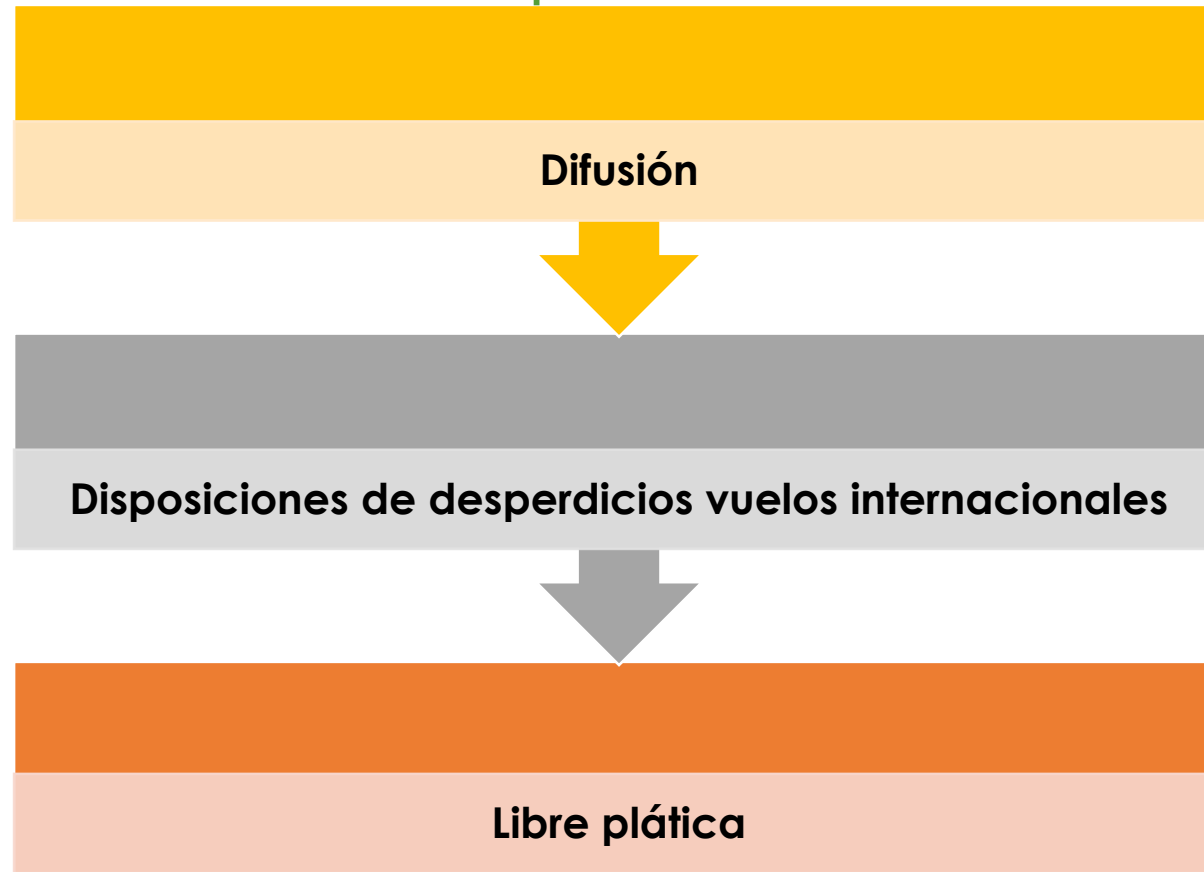 Difusión
Disposiciones de desperdicios vuelos internacionales
Libre plática